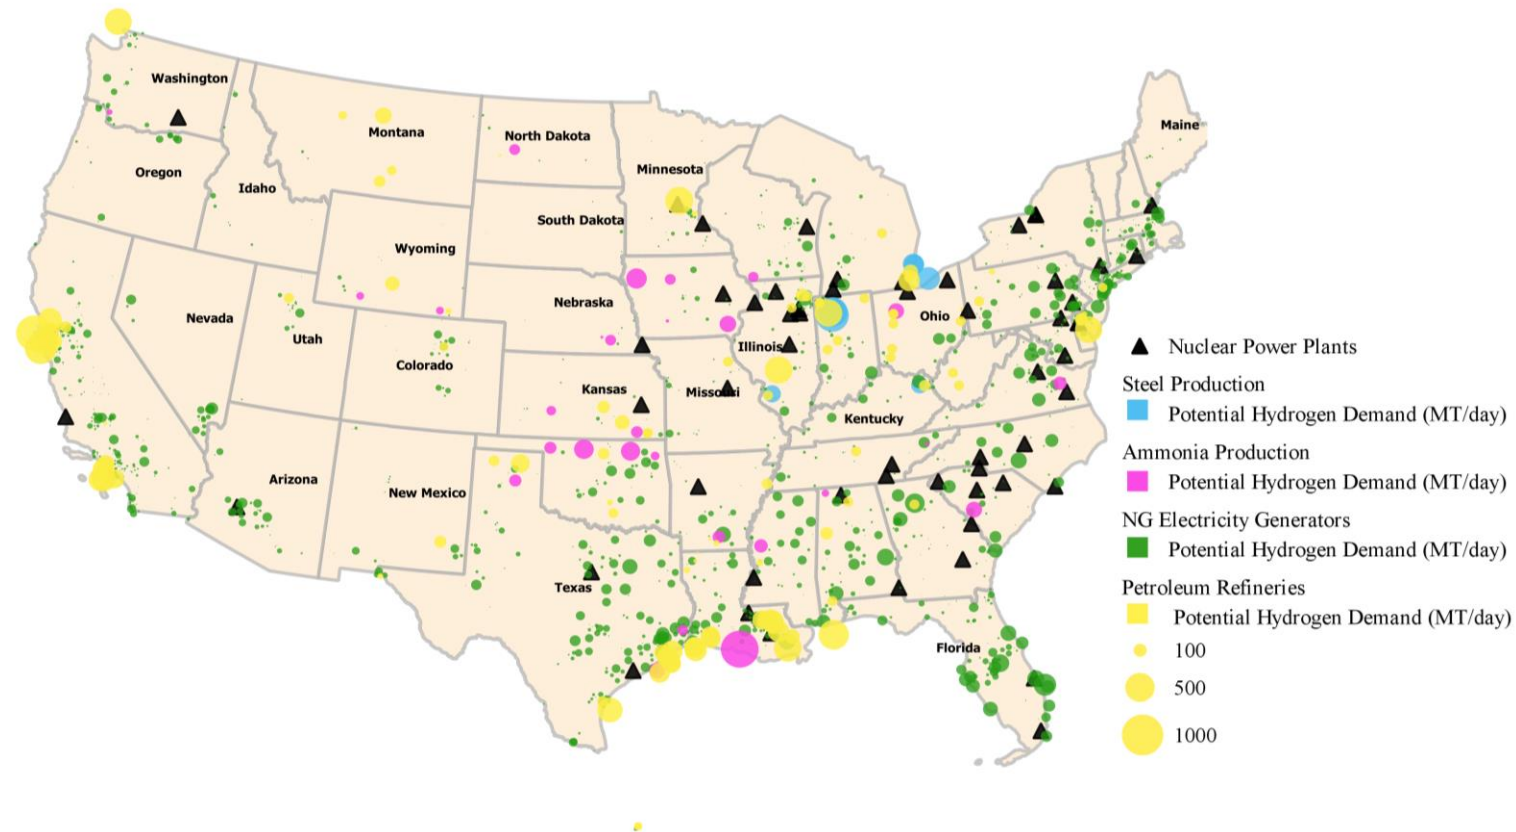 Washington
Montana
North Dakota
Minnesota
Maine
Oregon
Idaho
South Dakota
Wyoming
Nebraska
Nevada
Utah
Colorado
Illinois
Ohio
Kansas
Missouri
Kentucky
Arizona
New Mexico
Texas
Florida
Nuclear Power Plants
Steel Production
Potential Hydrogen Demand (MT/day)
Ammonia Production
Potential Hydrogen Demand (MT/day)
NG Electricity Generators
Potential Hydrogen Demand (MT/day)
Petroleum Refineries
Potential Hydrogen Demand (MT/day)
100
500
1000